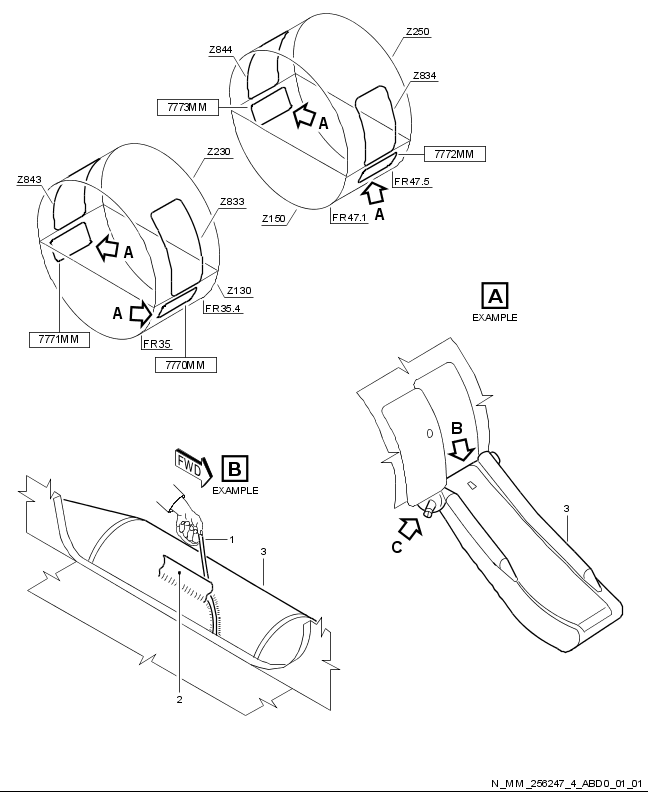 Z250
Z844
Z834
7773MM
A
7772MM
FR47.5
A
Z150
FR47.1
Z230
Z843
Z833
A
A
Z130
FR35.4
7771MM
FR35
7770MM
A
EXAMPLE
B
FWD
B
EXAMPLE
3
1
3
C
2
N_MM_256247_4_ABD0_01_01